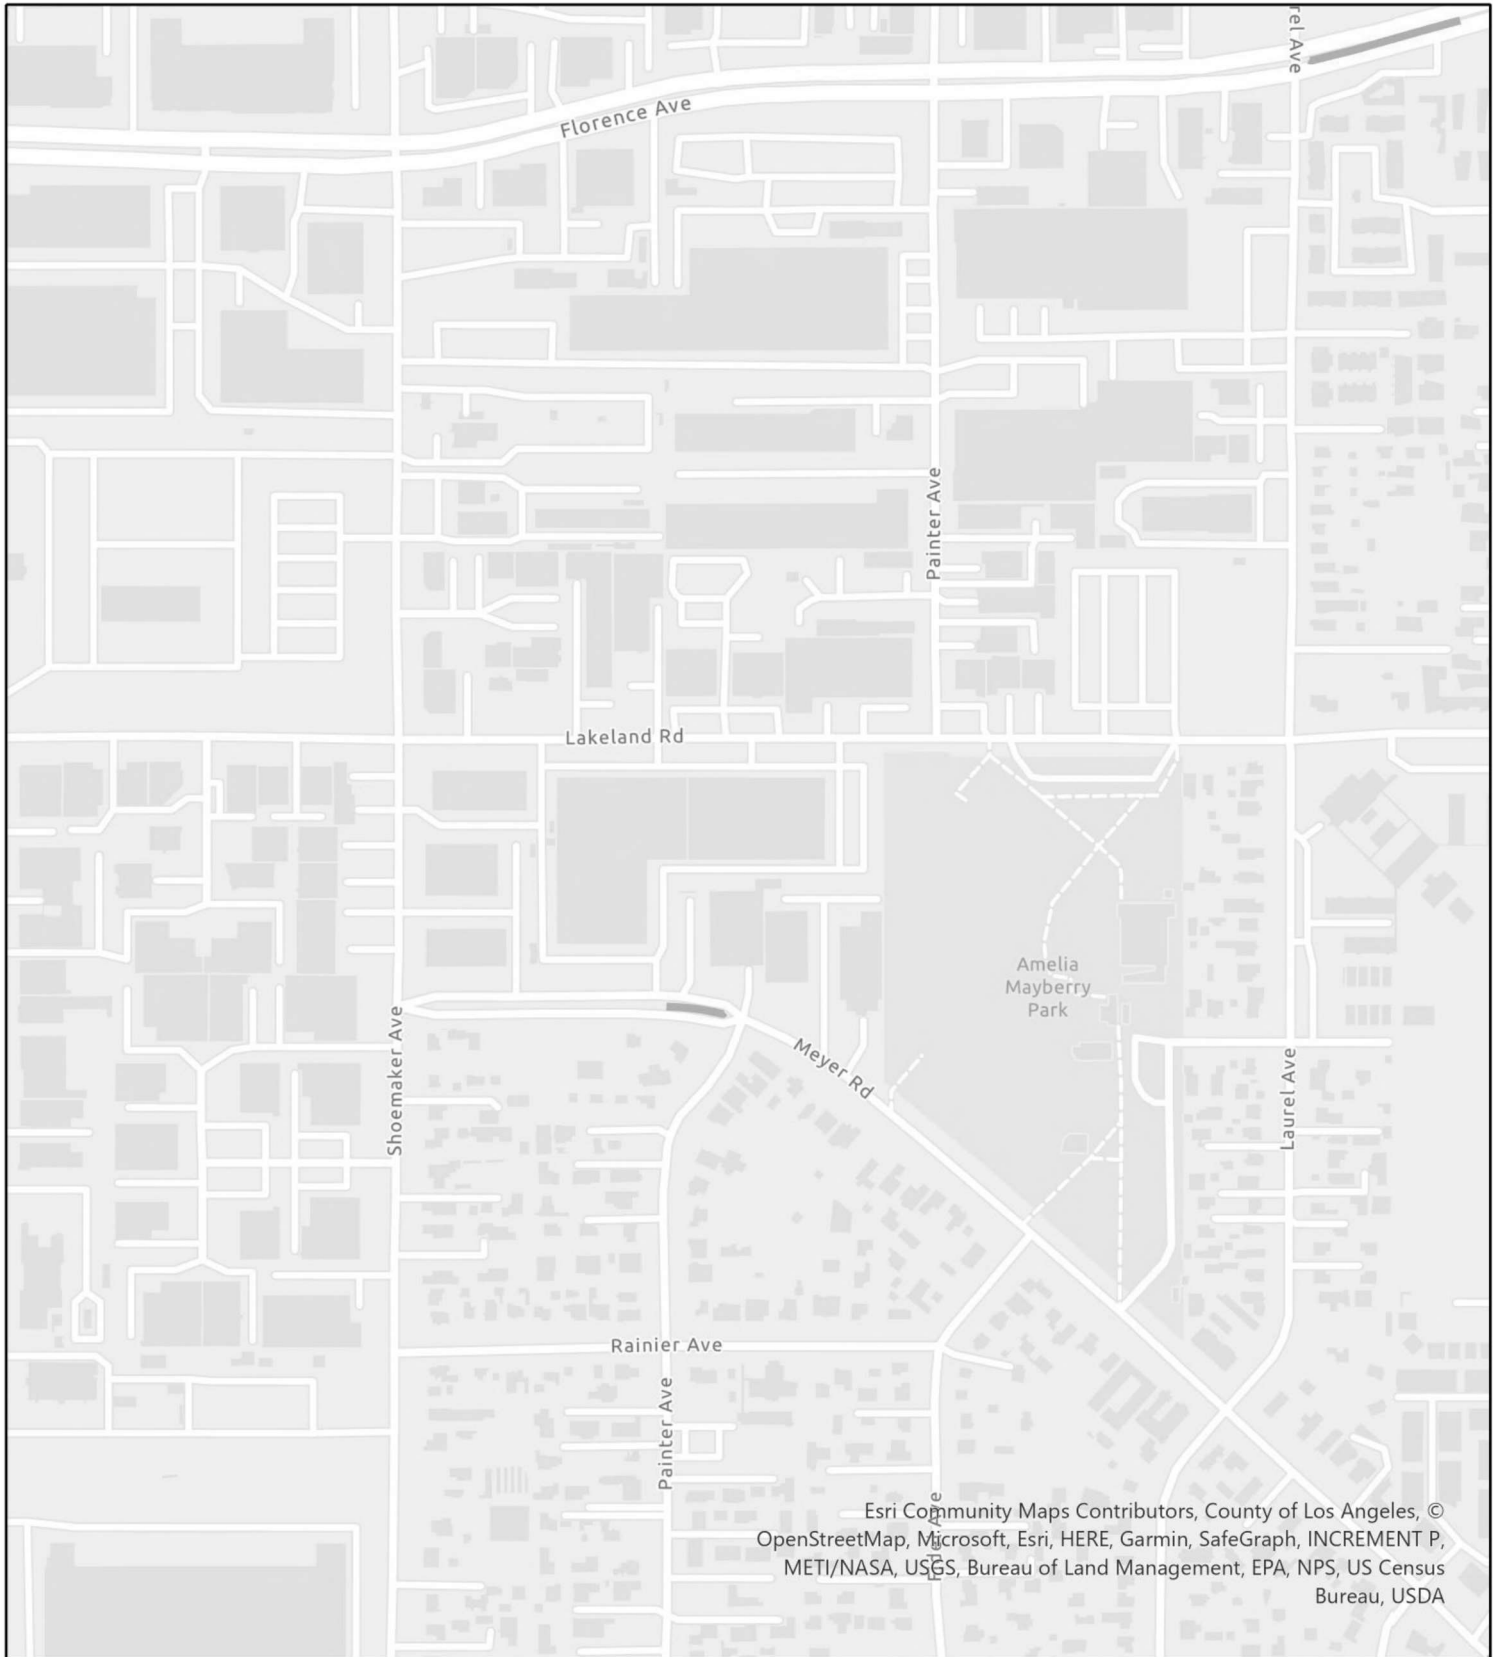 rel Ave
Florence Ave
Painter Ave
Lakeland Rd
Amelia
Mayberry
Park
Shoemaker Ave
Meyer Rd
Laurel Ave
Rainier Ave
Painter Ave
Ave
Esri Community Maps Contributors, County of Los Angeles, ©
OpenStreetMap, Microsoft, Esri, HERE, Garmin, SafeGraph, INCREMENT P,
METI/NASA, USGS, Bureau of Land Management, EPA, NPS, US Census
Bureau, USDA